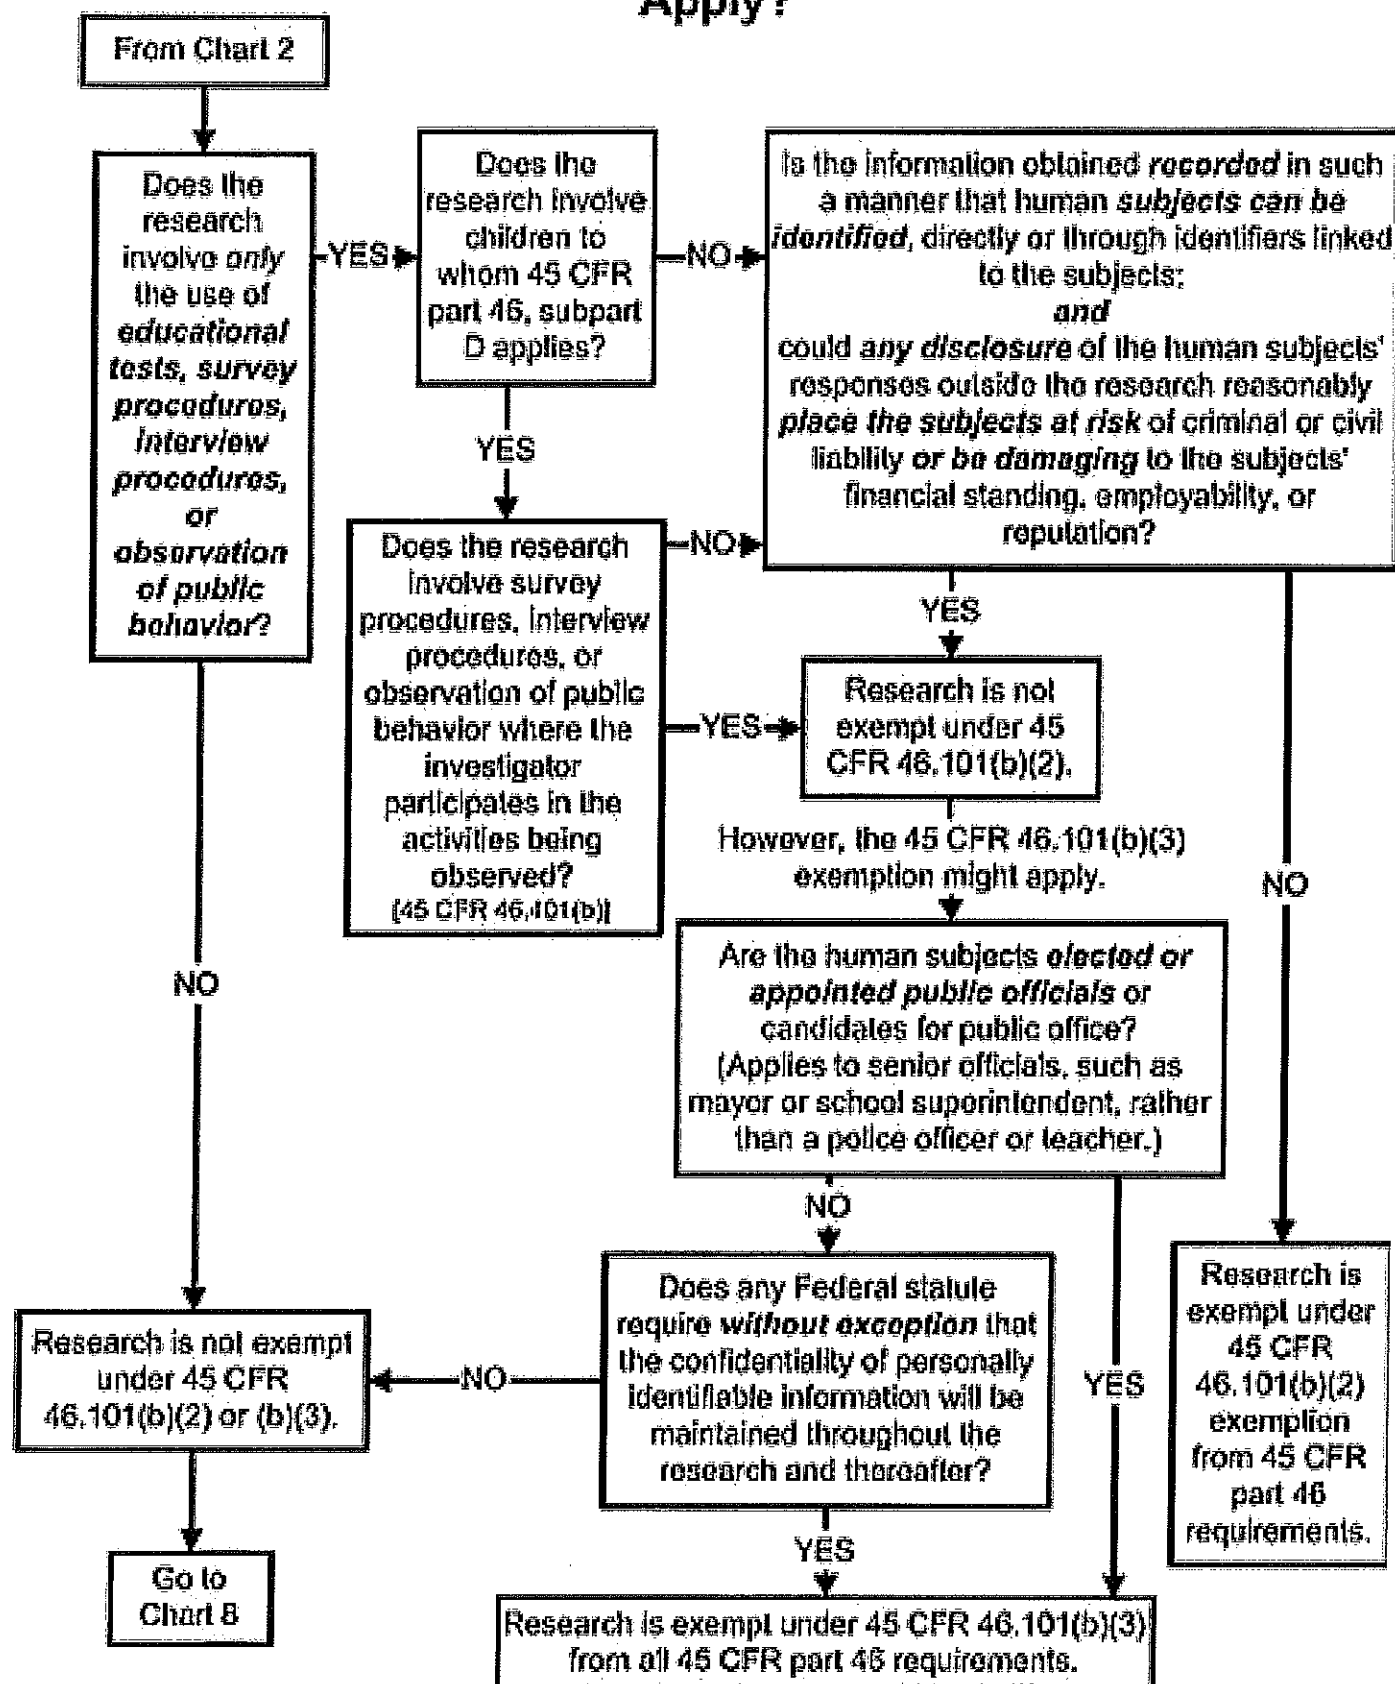 Apply?
From Chart 2
Does the
research
involve only
the use of
educational
tests, survey
procedures,
interview
procedures,
or
observation
of public
behavior?
YES
Does the
research involve
children to
whom 45 CFR
part 46, subpart
D applies?
NO
Is the information obtained recorded in such
a manner that human subjects can be
identified, directly or through identifiers linked
to the subjects;
and
could any disclosure of the human subjects'
responses outside the research reasonably
place the subjects at risk of criminal or civil
liability or be damaging to the subjects'
financial standing, employability, or
reputation?
YES
Does the research
involve survey
procedures, interview
procedures, or
observation of public
behavior where the
investigator
participates in the
activities being
observed?
[45 CFR 46.101(b)]
NO
YES
YES
Research is not
exempt under 45
CFR 46.101(b)(2).
However, the 45 CFR 46.101(b)(3)
exemption might apply.
NO
NO
Are the human subjects elected or
appointed public officials or
candidates for public office?
(Applies to senior officials, such as
mayor or school superintendent, rather
than a police officer or teacher.)
NO
YES
Does any Federal statute
require without exception that
the confidentiality of personally
identifiable information will be
maintained throughout the
research and thereafter?
NO
Research is not exempt
under 45 CFR
46.101(b)(2) or (b)(3).
Research is
exempt under
45 CFR
46.101(b)(2)
exemption
from 45 CFR
part 46
requirements.
YES
Go to
Chart 8
Research is exempt under 45 CFR 46.101(b)(3)
from all 45 CFR part 46 requirements.